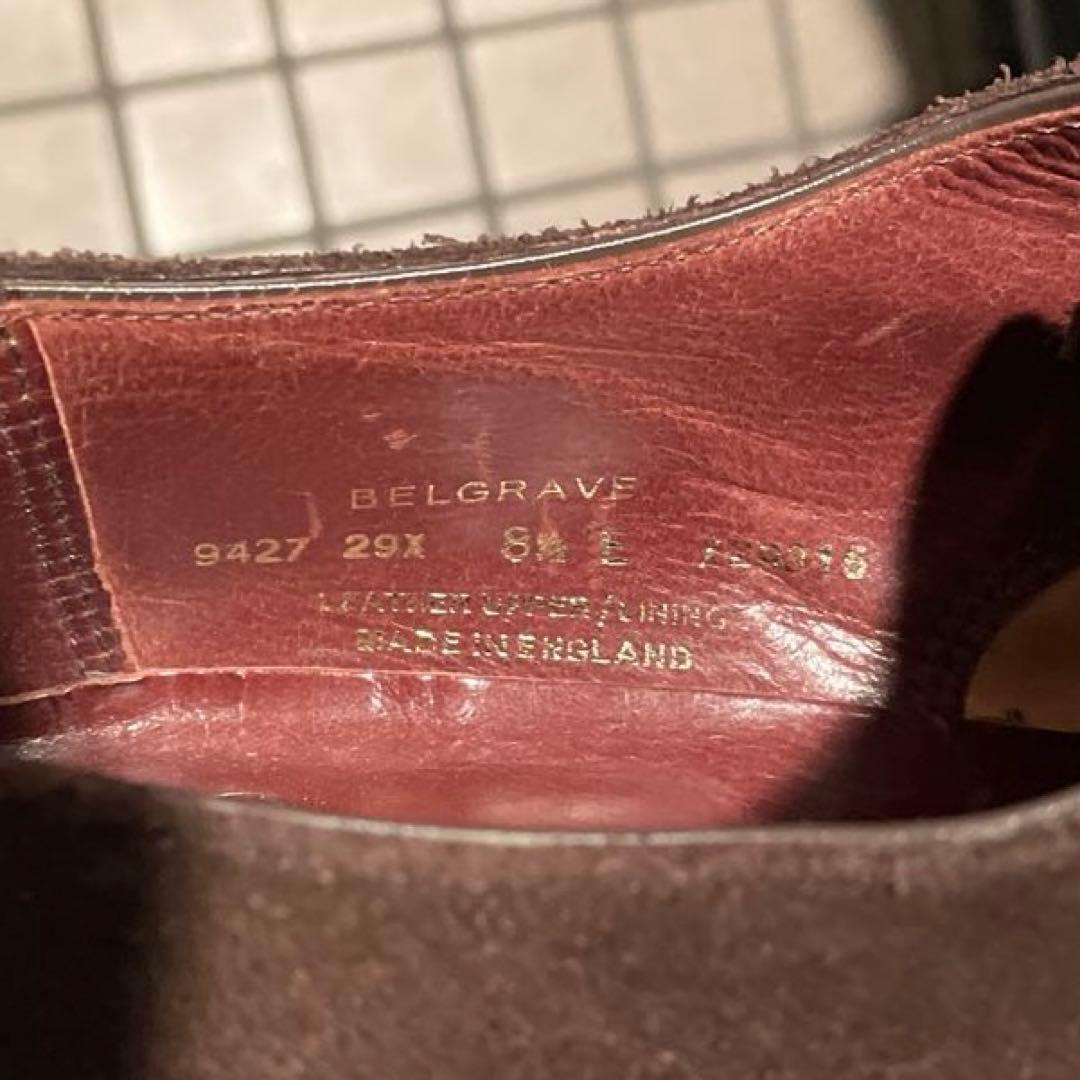 BELGRAVE
9427 29X 8½ E
LEATHER UPPER/LINING
MADE IN ENGLAND